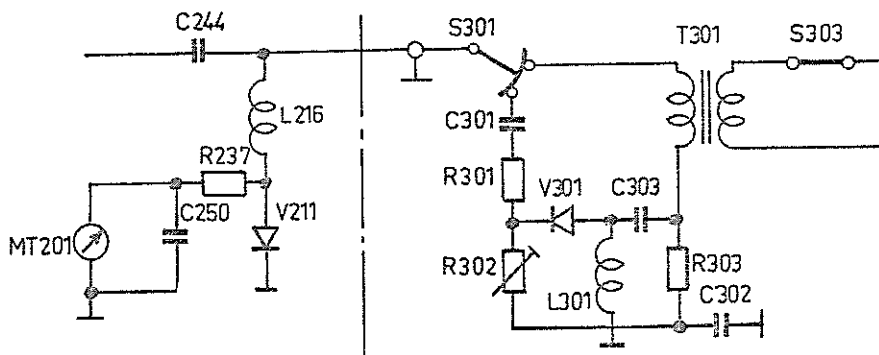 C244
S301
T301
S303
L216
C301
R237
R301
V301
C303
C250
V211
MT201
R302
L301
R303
C302